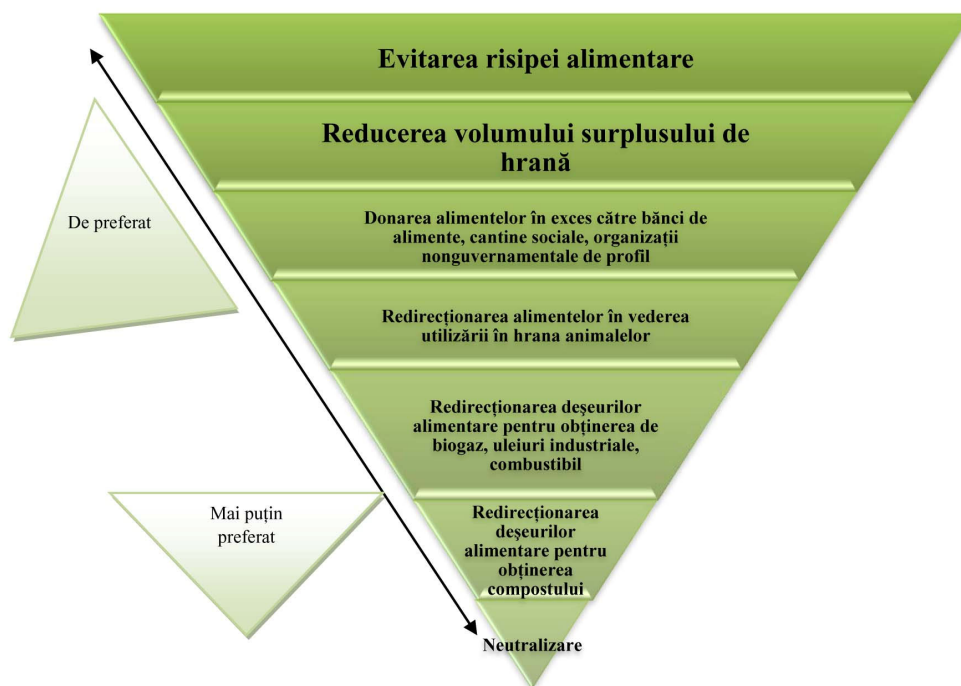 Evitarea risipei alimentare
Reducerea volumului surplusului de
hrană
Donarea alimentelor în exces către bănci de
alimente, cantine sociale, organizații
nonguvernamentale de profil
Redirecționarea alimentelor în vederea
utilizării în hrana animalelor
Redirecționarea deşeurilor
alimentare pentru obținerea de
biogaz, uleiuri industriale,
combustibil
Redirecționarea
deşeurilor
alimentare pentru
obținerea
compostului
Neutralizare
De preferat
Mai puțin
preferat